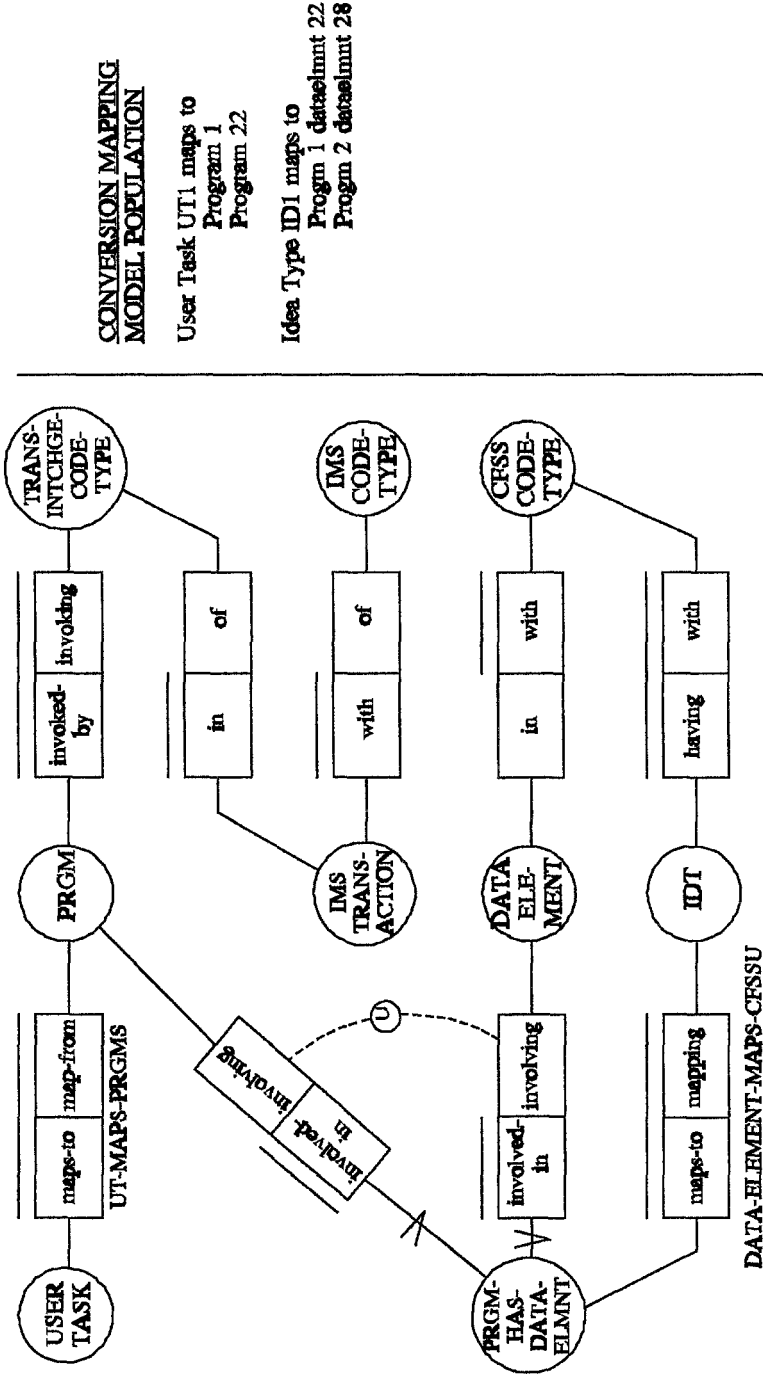 CONVERSION MAPPING
MODEL POPULATION
User Task UT1 maps to
Program 1
Program 22
Idea Type ID1 maps to
Progm 1 dataelmnt 22
Progm 2 dataelmnt 28
USER
TASK
maps-to
map-from
UT-MAPS-PRGMS
PRGM
invoked-
by
invoking
TRANS-
INTCHGE-
CODE-
TYPE
in
of
involving
involved-
in
U
IMS
TRANS-
ACTION
with
of
IMS
CODE-
TYPE
PRGM-
HAS-
DATA-
ELMNT
involved-
in
involving
DATA
ELE-
MENT
in
with
CFSS
CODE-
TYPE
maps-to
mapping
IDT
having
with
DATA-ELEMENT-MAPS-CFSSU